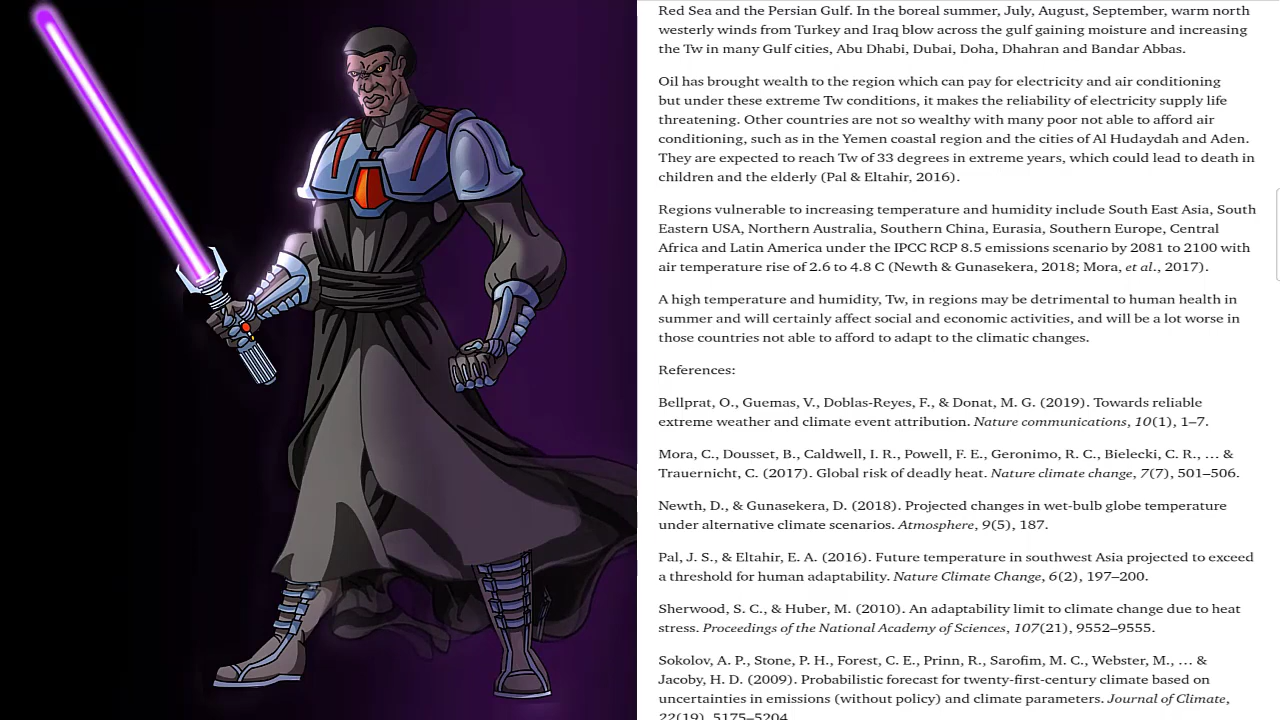 Red Sea and the Persian Gulf. In the boreal summer, July, August, September, warm north
westerly winds from Turkey and Iraq blow across the gulf gaining moisture and increasing
the Tw in many Gulf cities, Abu Dhabi, Dubai, Doha, Dhahran and Bandar Abbas.
Oil has brought wealth to the region which can pay for electricity and air conditioning
but under these extreme Tw conditions, it makes the reliability of electricity supply life
threatening. Other countries are not so wealthy with many poor not able to afford air
conditioning, such as in the Yemen coastal region and the cities of Al Hudaydah and Aden.
They are expected to reach Tw of 33 degrees in extreme years, which could lead to death in
children and the elderly (Pal & Eltahir, 2016).
Regions vulnerable to increasing temperature and humidity include South East Asia, South
Eastern USA, Northern Australia, Southern China, Eurasia, Southern Europe, Central
Africa and Latin America under the IPCC RCP 8.5 emissions scenario by 2081 to 2100 with
air temperature rise of 2.6 to 4.8 C (Newth & Gunasekera, 2018; Mora, et al., 2017).
A high temperature and humidity, Tw, in regions may be detrimental to human health in
summer and will certainly affect social and economic activities, and will be a lot worse in
those countries not able to afford to adapt to the climatic changes.
References:
Bellprat, O., Guemas, V., Doblas-Reyes, F., & Donat, M. G. (2019). Towards reliable
extreme weather and climate event attribution. Nature communications, 10(1), 1–7.
Mora, C., Dousset, B., Caldwell, I. R., Powell, F. E., Geronimo, R. C., Bielecki, C. R., … &
Trauernicht, C. (2017). Global risk of deadly heat. Nature climate change, 7(7), 501–506.
Newth, D., & Gunasekera, D. (2018). Projected changes in wet-bulb globe temperature
under alternative climate scenarios. Atmosphere, 9(5), 187.
Pal, J. S., & Eltahir, E. A. (2016). Future temperature in southwest Asia projected to exceed
a threshold for human adaptability. Nature Climate Change, 6(2), 197–200.
Sherwood, S. C., & Huber, M. (2010). An adaptability limit to climate change due to heat
stress. Proceedings of the National Academy of Sciences, 107(21), 9552–9555.
Sokolov, A. P., Stone, P. H., Forest, C. E., Prinn, R., Sarofim, M. C., Webster, M., … &
Jacoby, H. D. (2009). Probabilistic forecast for twenty-first-century climate based on
uncertainties in emissions (without policy) and climate parameters. Journal of Climate,
22(19), 5175–5204